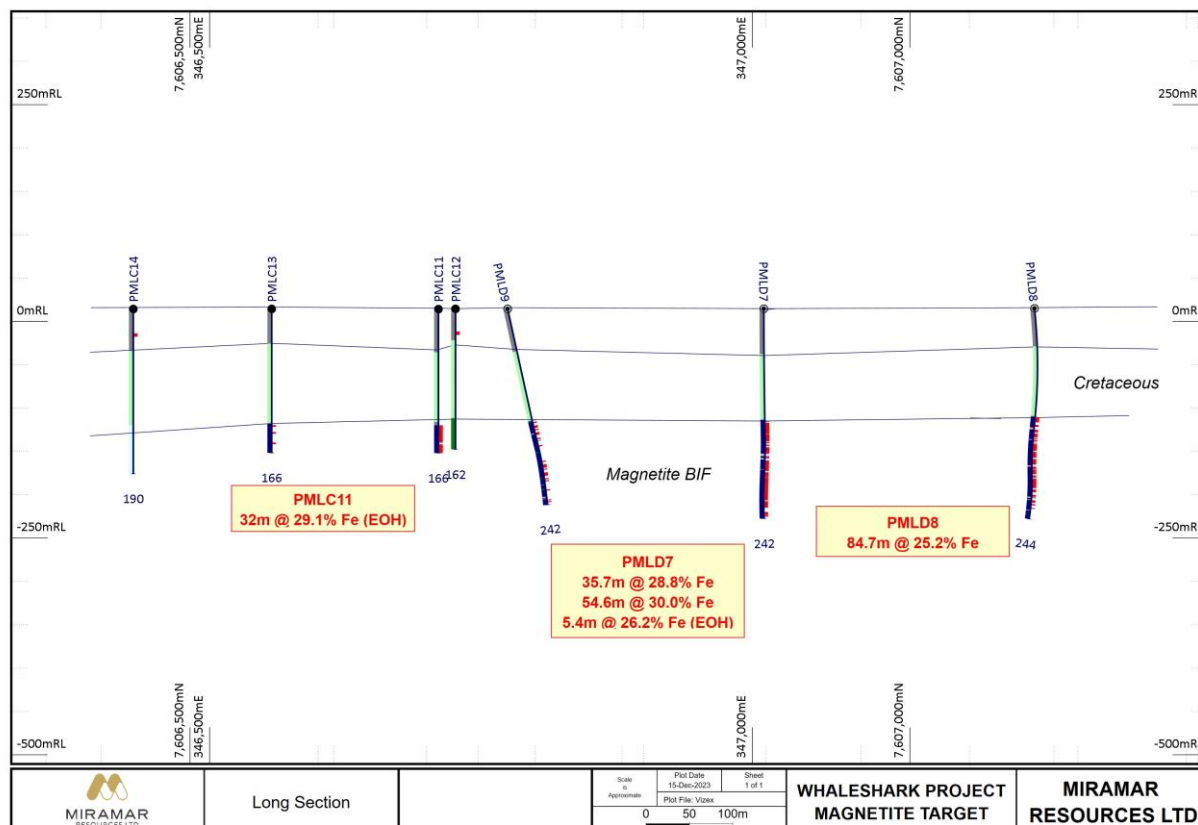 7,606,500mN
346,500mE
347,000mE
7,607,000mN
250mRL
250mRL
PMLC14
PMLC13
PMLC11
PMLC12
PMLD9
PMLD7
PMLD8
0mRL
0mRL
Cretaceous
Magnetite BIF
190
166
166
162
242
242
244
PMLC11
32m @ 29.1% Fe (EOH)
PMLD7
35.7m @ 28.8% Fe
54.6m @ 30.0% Fe
5.4m @ 26.2% Fe (EOH)
PMLD8
84.7m @ 25.2% Fe
-250mRL
-250mRL
7,606,500mN
346,500mE
347,000mE
7,607,000mN
-500mRL
-500mRL
MIRAMAR
RESOURCES LTD
Long Section
Scale
is
Approximate
Plot Date
15-Dec-2023
Sheet
1 of 1
Plot File: Vizex
0 50 100m
WHALESHARK PROJECT
MAGNETITE TARGET
MIRAMAR
RESOURCES LTD